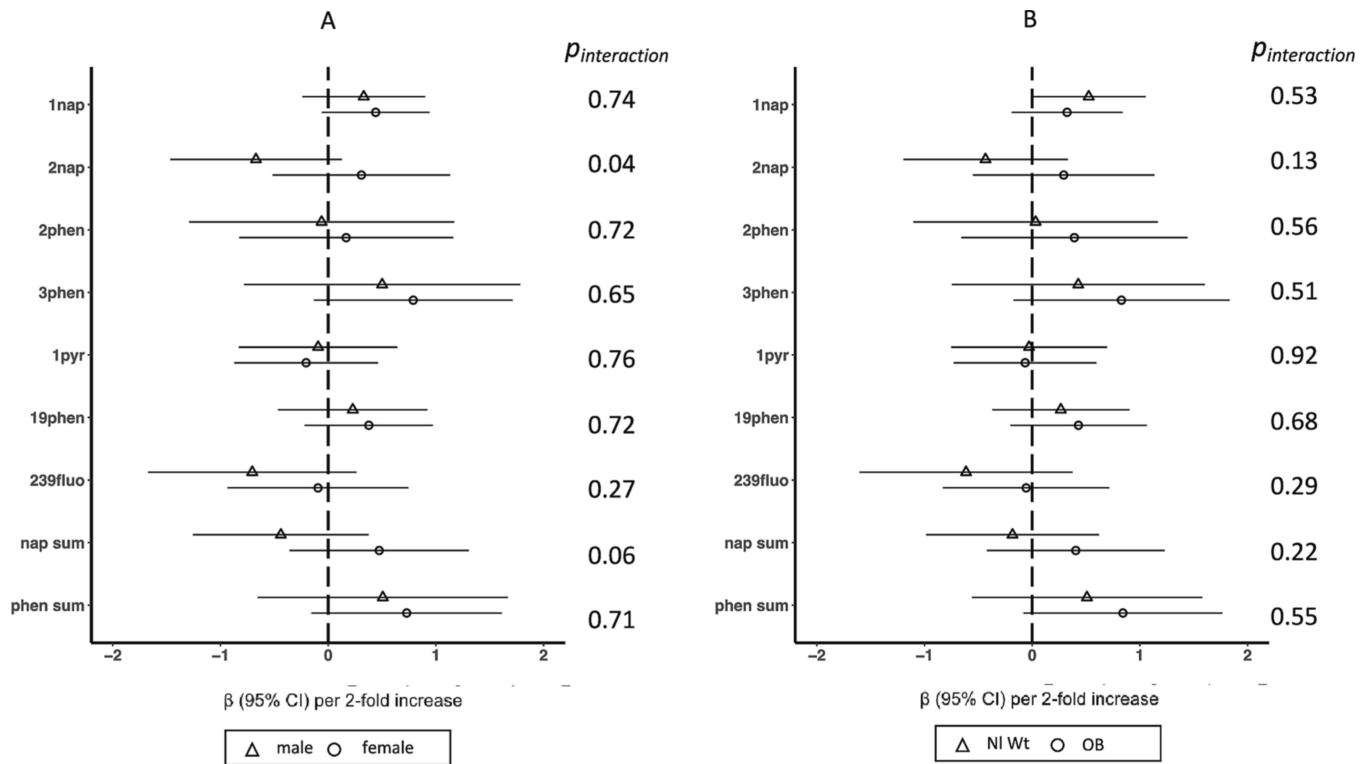 A
p interaction
1nap
0.74
2nap
0.04
2phen
0.72
3phen
0.65
1pyr
0.76
19phen
0.72
239fluo
0.27
nap sum
0.06
phen sum
0.71
−2 −1 0 1 2
β (95% CI) per 2-fold increase
male female
B
p interaction
1nap
0.53
2nap
0.13
2phen
0.56
3phen
0.51
1pyr
0.92
19phen
0.68
239fluo
0.29
nap sum
0.22
phen sum
0.55
−2 −1 0 1 2
β (95% CI) per 2-fold increase
Nl Wt OB